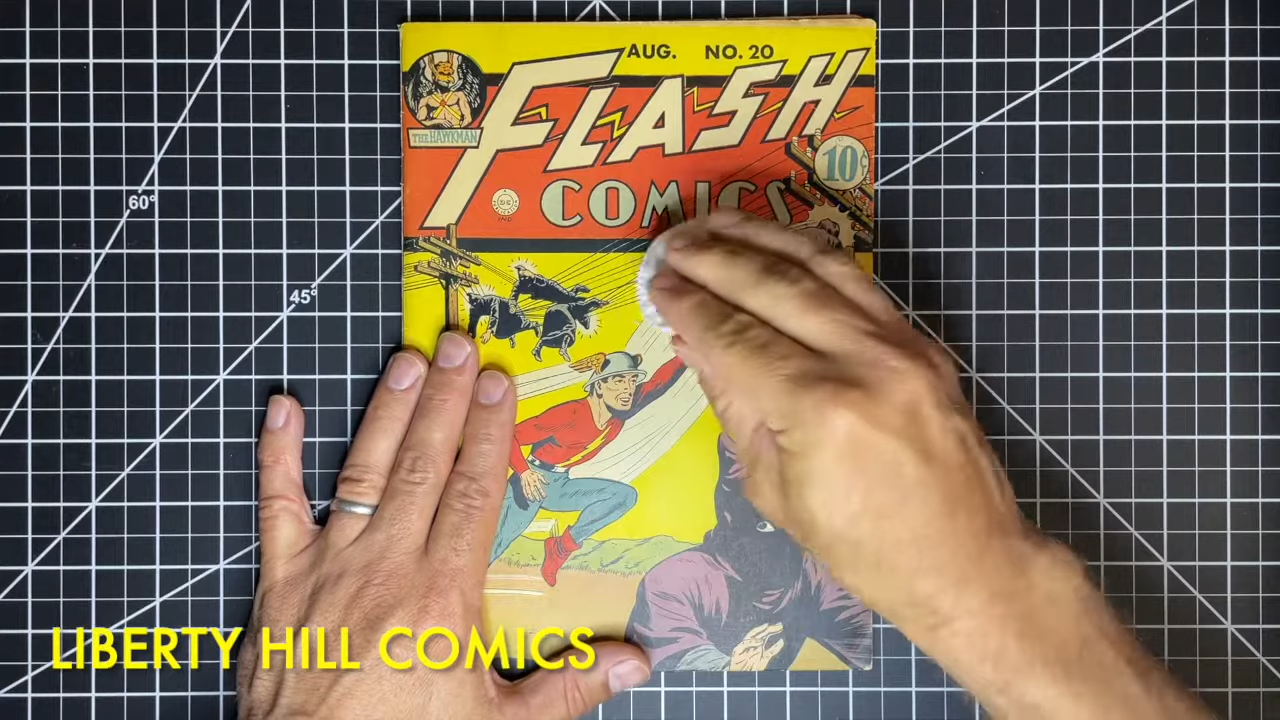 AUG. NO. 20
THE HAWKMAN
FLASH
10¢
COMICS
60°
45°
LIBERTY HILL COMICS